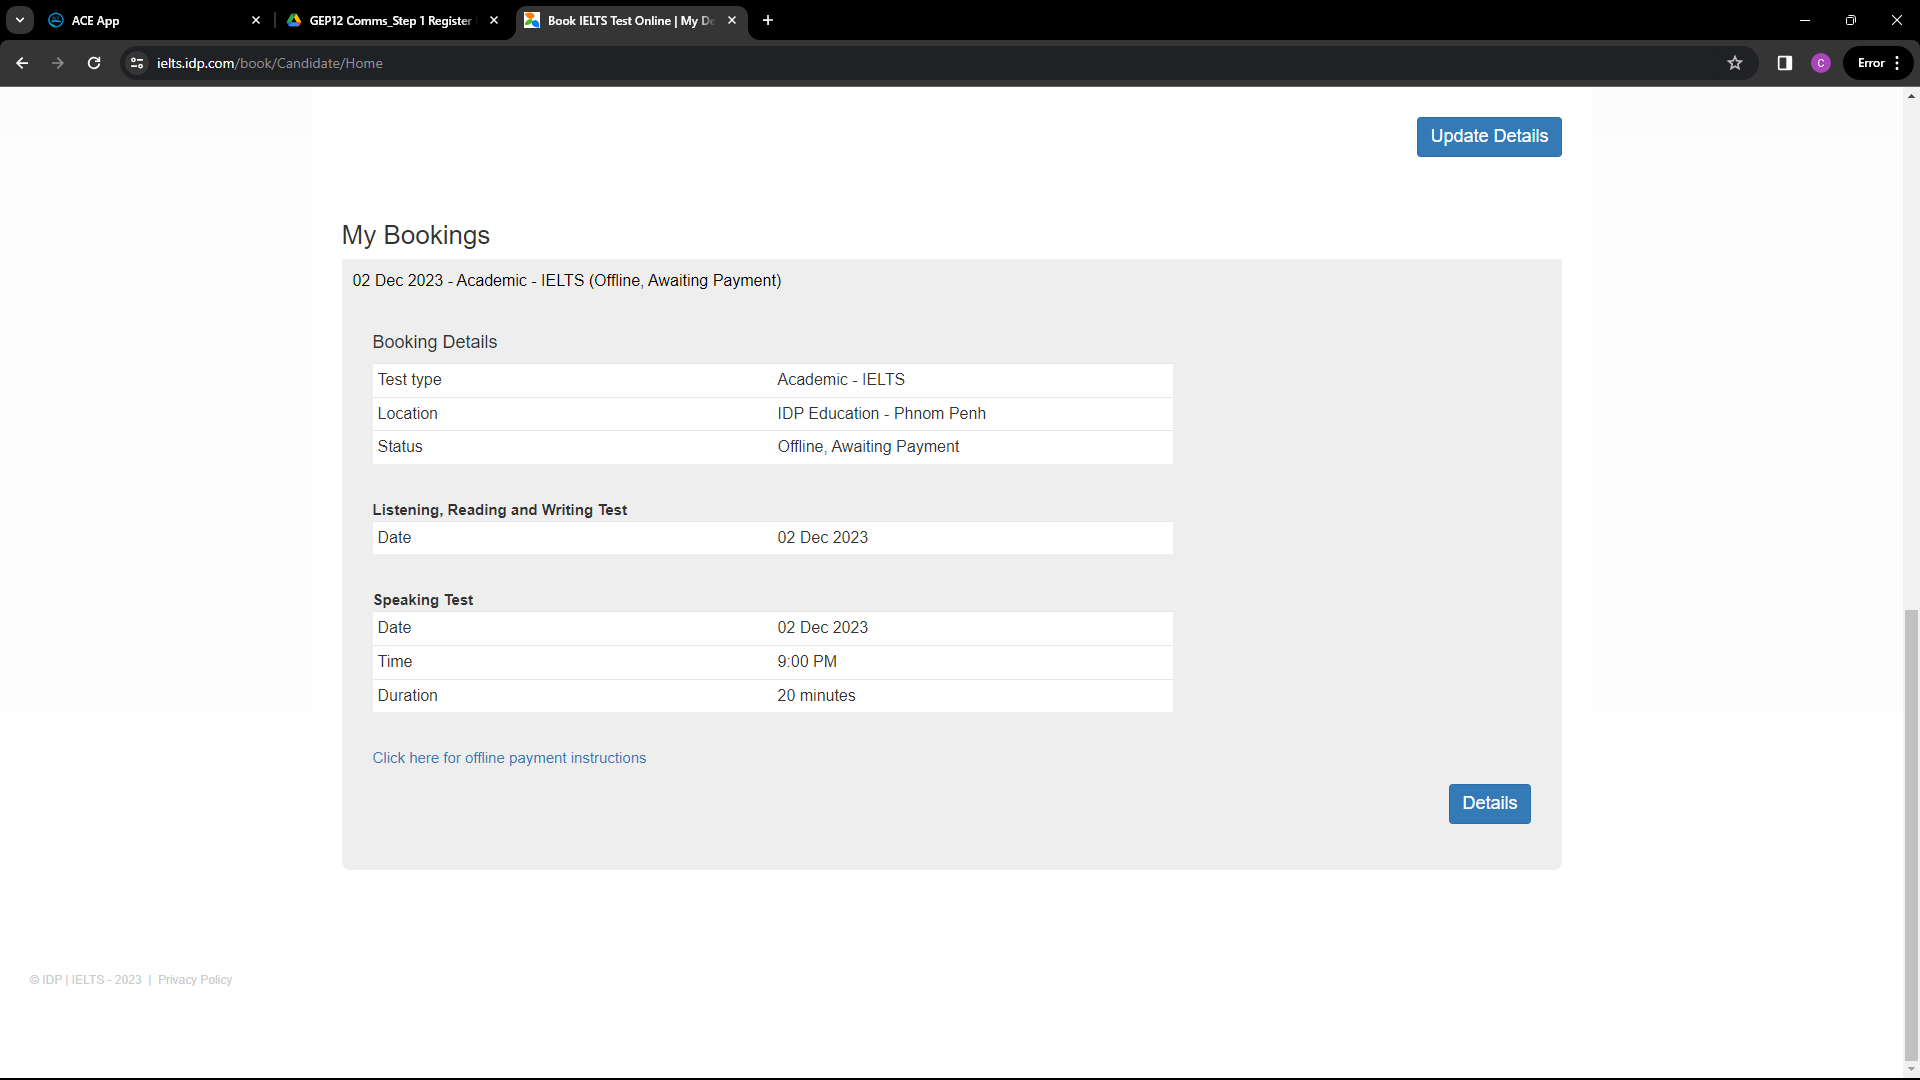 ACE App
GEP12 Comms_Step 1 Register
Book IELTS Test Online | My De
ielts.idp.com/book/Candidate/Home
C
Error
Update Details
My Bookings
02 Dec 2023 - Academic - IELTS (Offline, Awaiting Payment)
Booking Details
Test type Academic - IELTS
Location IDP Education - Phnom Penh
Status Offline, Awaiting Payment
Listening, Reading and Writing Test
Date 02 Dec 2023
Speaking Test
Date 02 Dec 2023
Time 9:00 PM
Duration 20 minutes
Click here for offline payment instructions
Details
© IDP | IELTS - 2023 | Privacy Policy